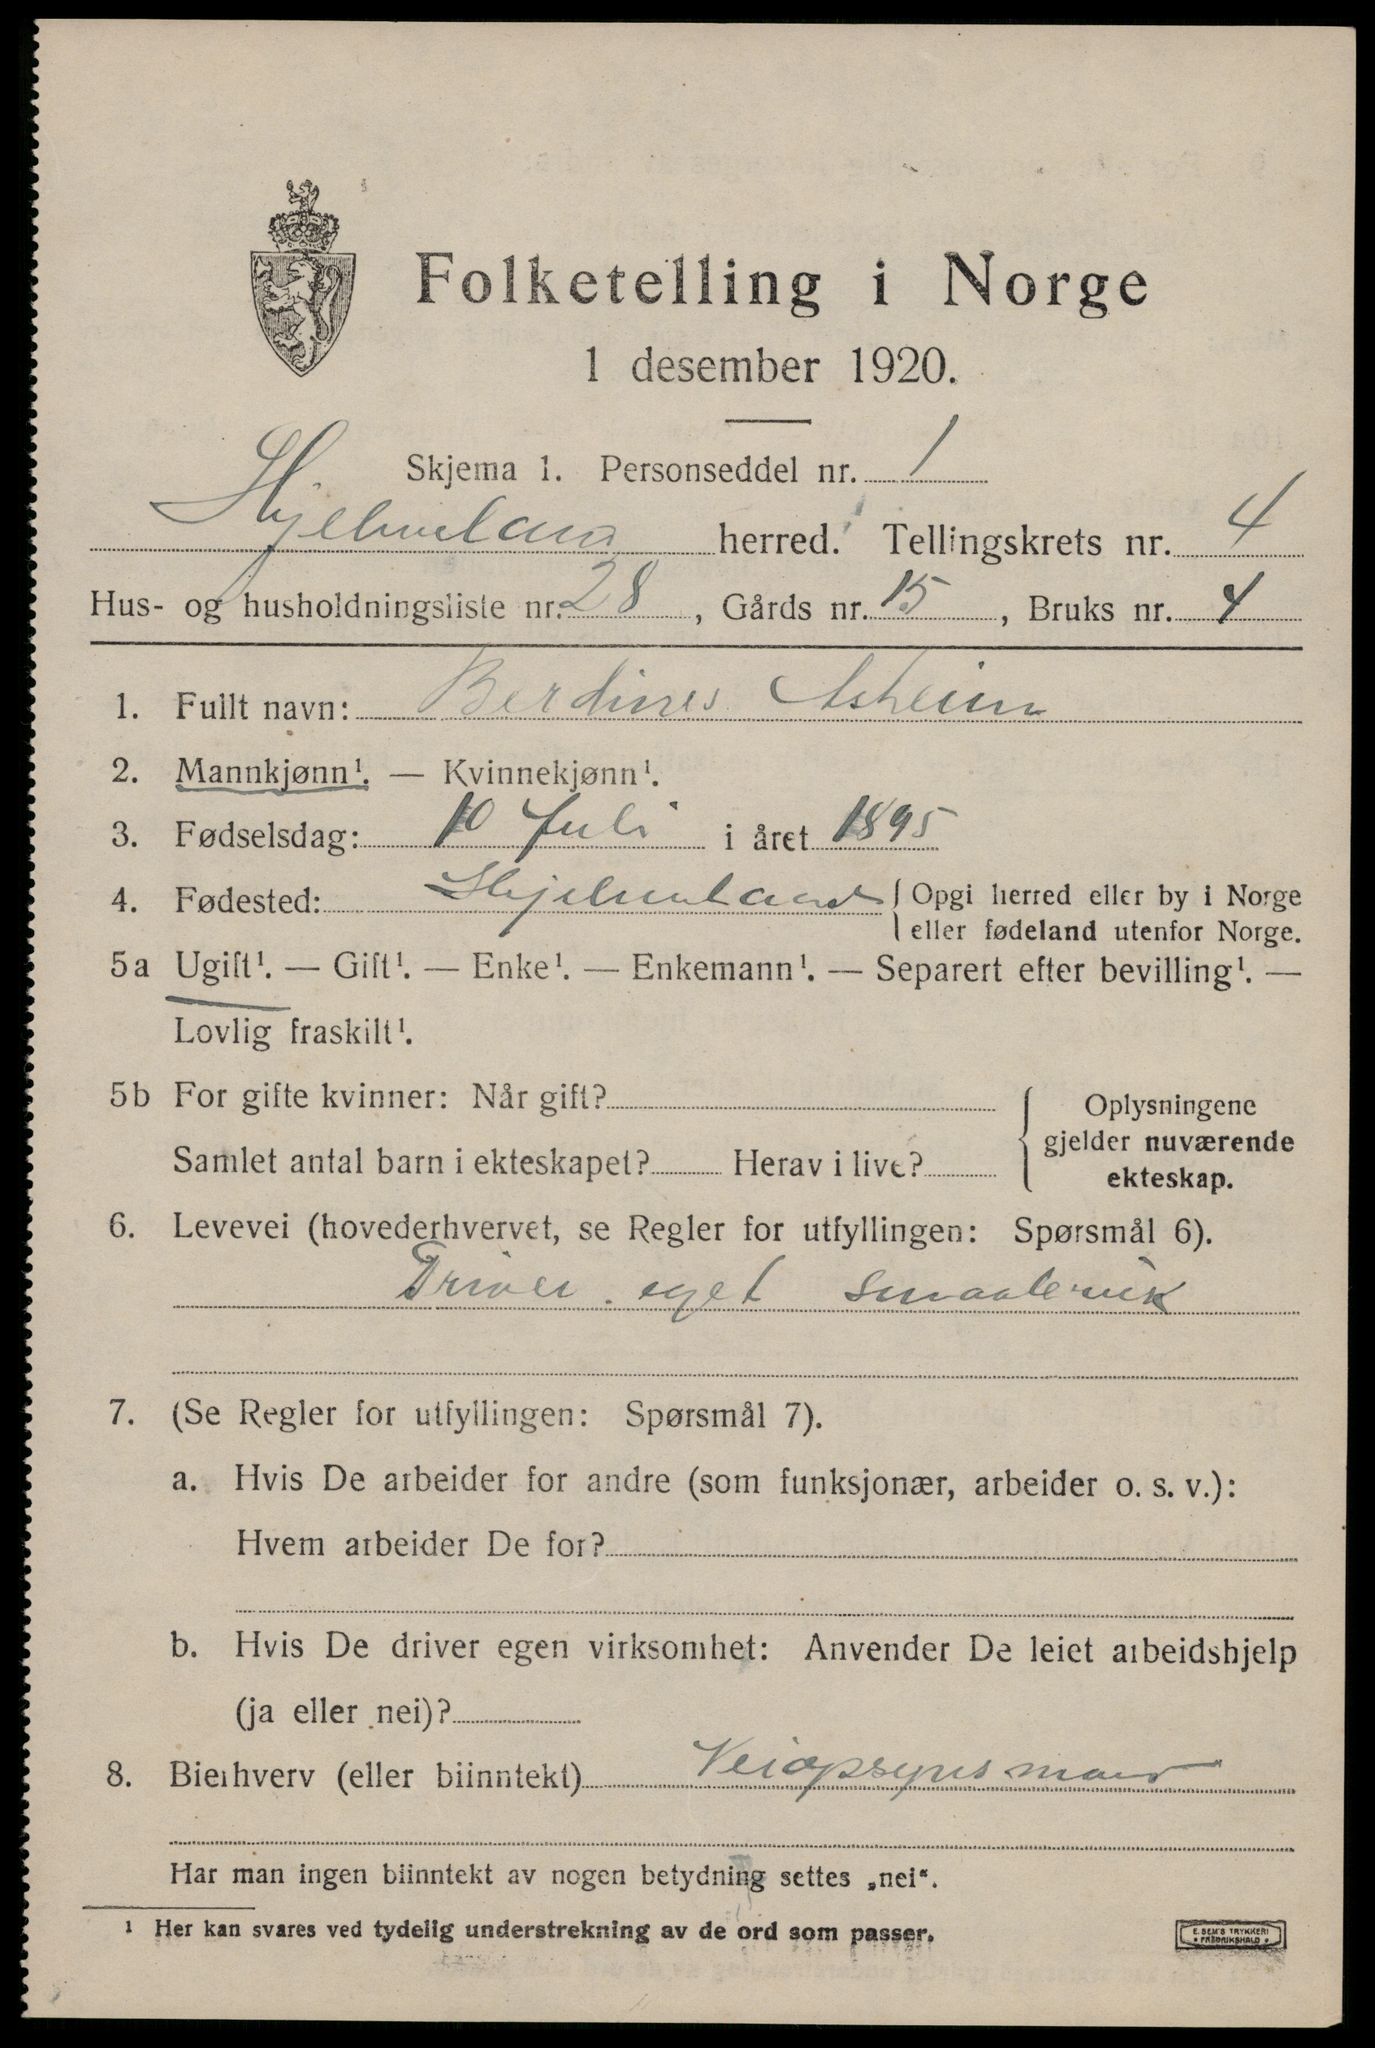 Folketelling i Norge
1 desember 1920.
Skjema 1. Personseddel nr. 1
Hjelmeland herred. Tellingskrets nr. 4
Hus- og husholdningsliste nr. 28, Gårds nr. 15, Bruks nr. 4
1. Fullt navn: Berdines Asheim
2. Mannkjønn¹. — Kvinnekjønn¹.
3. Fødselsdag: 10 Juli i året 1895
4. Fødested: Hjelmeland { Opgi herred eller by i Norge
eller fødeland utenfor Norge.
5a Ugift¹. — Gift¹. — Enke¹. — Enkemann¹. — Separert efter bevilling¹. —
Lovlig fraskilt¹.
5b For gifte kvinner: Når gift?
Samlet antal barn i ekteskapet? Herav i live?
Oplysningene
gjelder nuværende
ekteskap.
6. Levevei (hovederhvervet, se Regler for utfyllingen: Spørsmål 6).
Driver eget smaabruk
7. (Se Regler for utfyllingen: Spørsmål 7).
a. Hvis De arbeider for andre (som funksjonær, arbeider o. s. v.):
Hvem arbeider De for?
b. Hvis De driver egen virksomhet: Anvender De leiet arbeidshjelp
(ja eller nei)?
8. Bierhverv (eller biinntekt) Veiopsynsmand
Har man ingen biinntekt av nogen betydning settes „nei“.
¹ Her kan svares ved tydelig understrekning av de ord som passer.
E. SEM'S TRYKKERI
• FREDRIKSHALD •